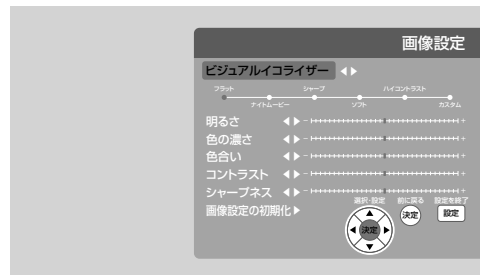 画像設定
ビジュアルイコライザー
フラット シャープ ハイコントラスト
ナイトムービー ソフト カスタム
明るさ - +
色の濃さ - +
色合い - +
コントラスト - +
シャープネス - +
選択・設定 前に戻る 設定を終了
画像設定の初期化
決定 決定 設定